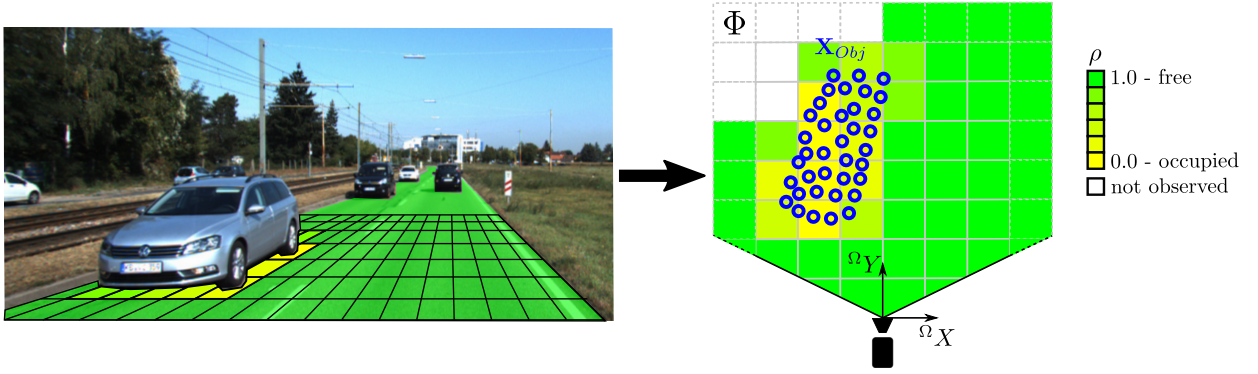 Φ
X_Obj
ρ
1.0 - free
0.0 - occupied
not observed
ΩY
ΩX